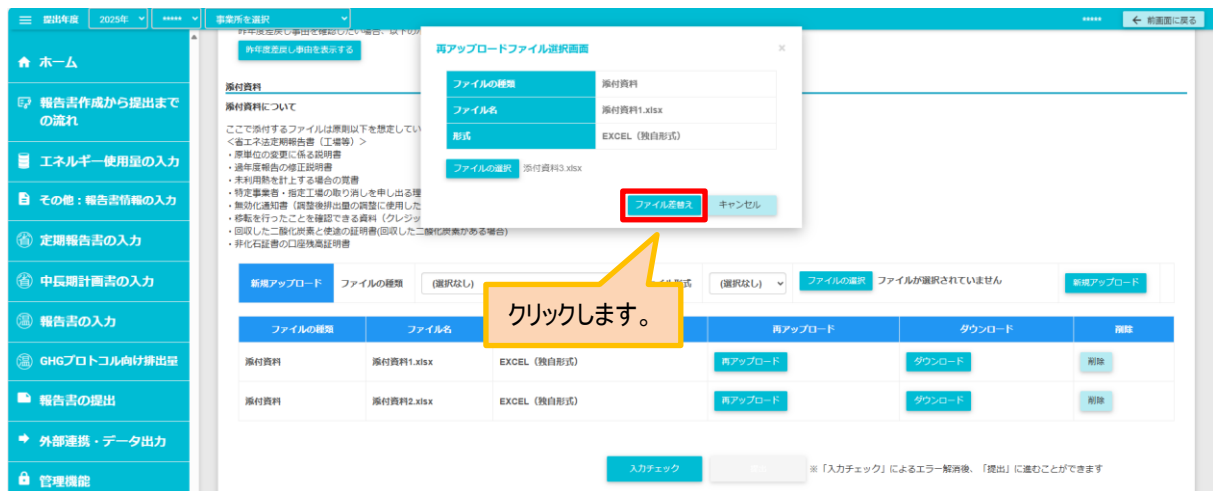 提出年度 2025年 ***** 事業所を選択 ***** ← 前画面に戻る
ホーム
報告書作成から提出まで
の流れ
エネルギー使用量の入力
その他：報告書情報の入力
定期報告書の入力
中長期計画書の入力
報告書の入力
GHGプロトコル向け排出量
報告書の提出
外部連携・データ出力
管理機能
昨年度差戻し事由を表示する
添付資料
添付資料について
ここで添付するファイルは原則以下を想定してい
＜省エネ法定期報告書（工場等）＞
・原単位の変更に係る説明書
・過年度報告の修正説明書
・未利用熱を計上する場合の覚書
・特定事業者・指定工場の取り消しを申し出る理
・無効化通知書（調整後排出量の調整に使用した
・移転を行ったことを確認できる資料（クレジッ
・回収した二酸化炭素と使途の証明書(回収した二酸化炭素がある場合)
・非化石証書の口座残高証明書
再アップロードファイル選択画面 ×
ファイルの種類 添付資料
ファイル名 添付資料1.xlsx
形式 EXCEL（独自形式）
ファイルの選択 添付資料3.xlsx
ファイル差替え キャンセル
クリックします。
新規アップロード ファイルの種類 (選択なし) (選択なし) ファイルの選択 ファイルが選択されていません 新規アップロード
ファイルの種類 ファイル名 再アップロード ダウンロード 削除
添付資料 添付資料1.xlsx EXCEL（独自形式） 再アップロード ダウンロード 削除
添付資料 添付資料2.xlsx EXCEL（独自形式） 再アップロード ダウンロード 削除
入力チェック ※「入力チェック」によるエラー解消後、「提出」に進むことができます